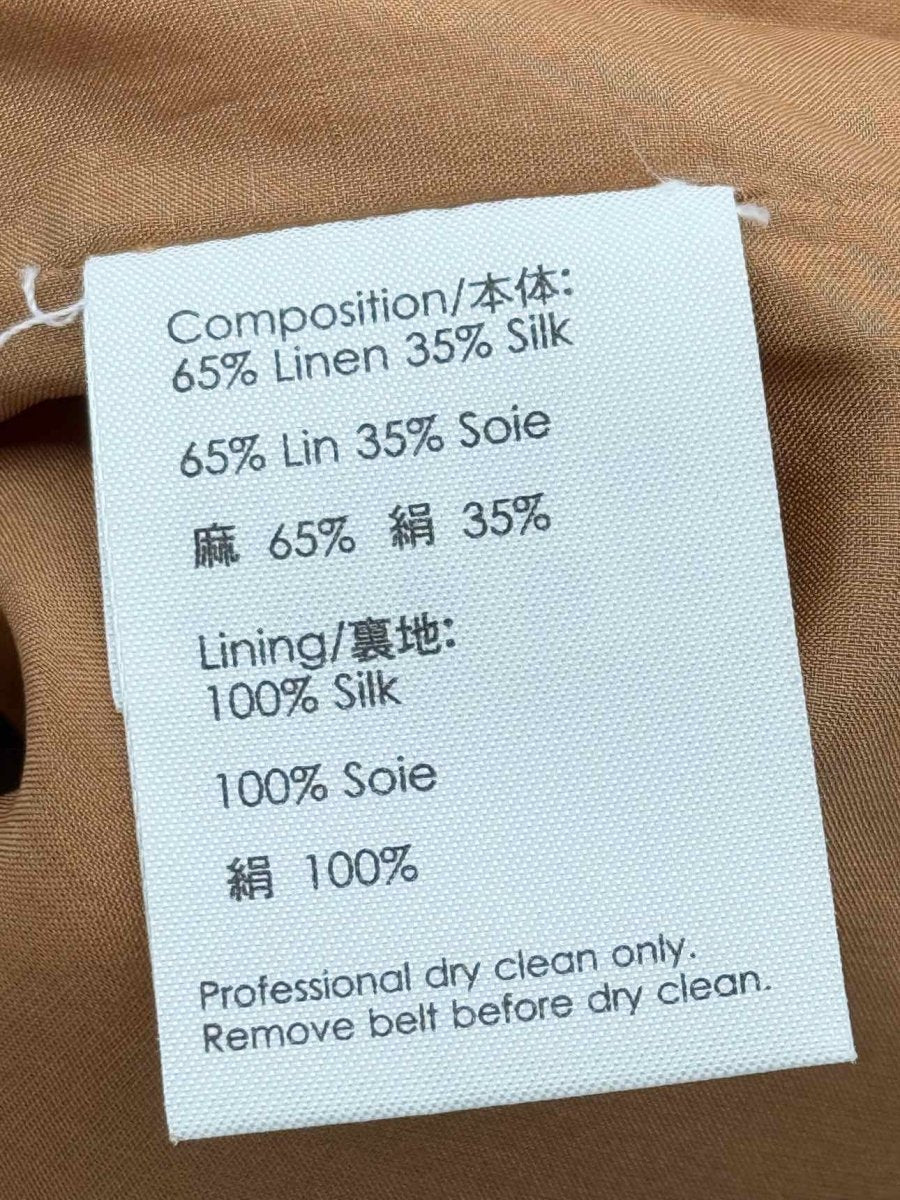 Composition/本体:
65% Linen 35% Silk
65% Lin 35% Soie
麻 65% 絹 35%
Lining/裏地:
100% Silk
100% Soie
絹 100%
Professional dry clean only.
Remove belt before dry clean.